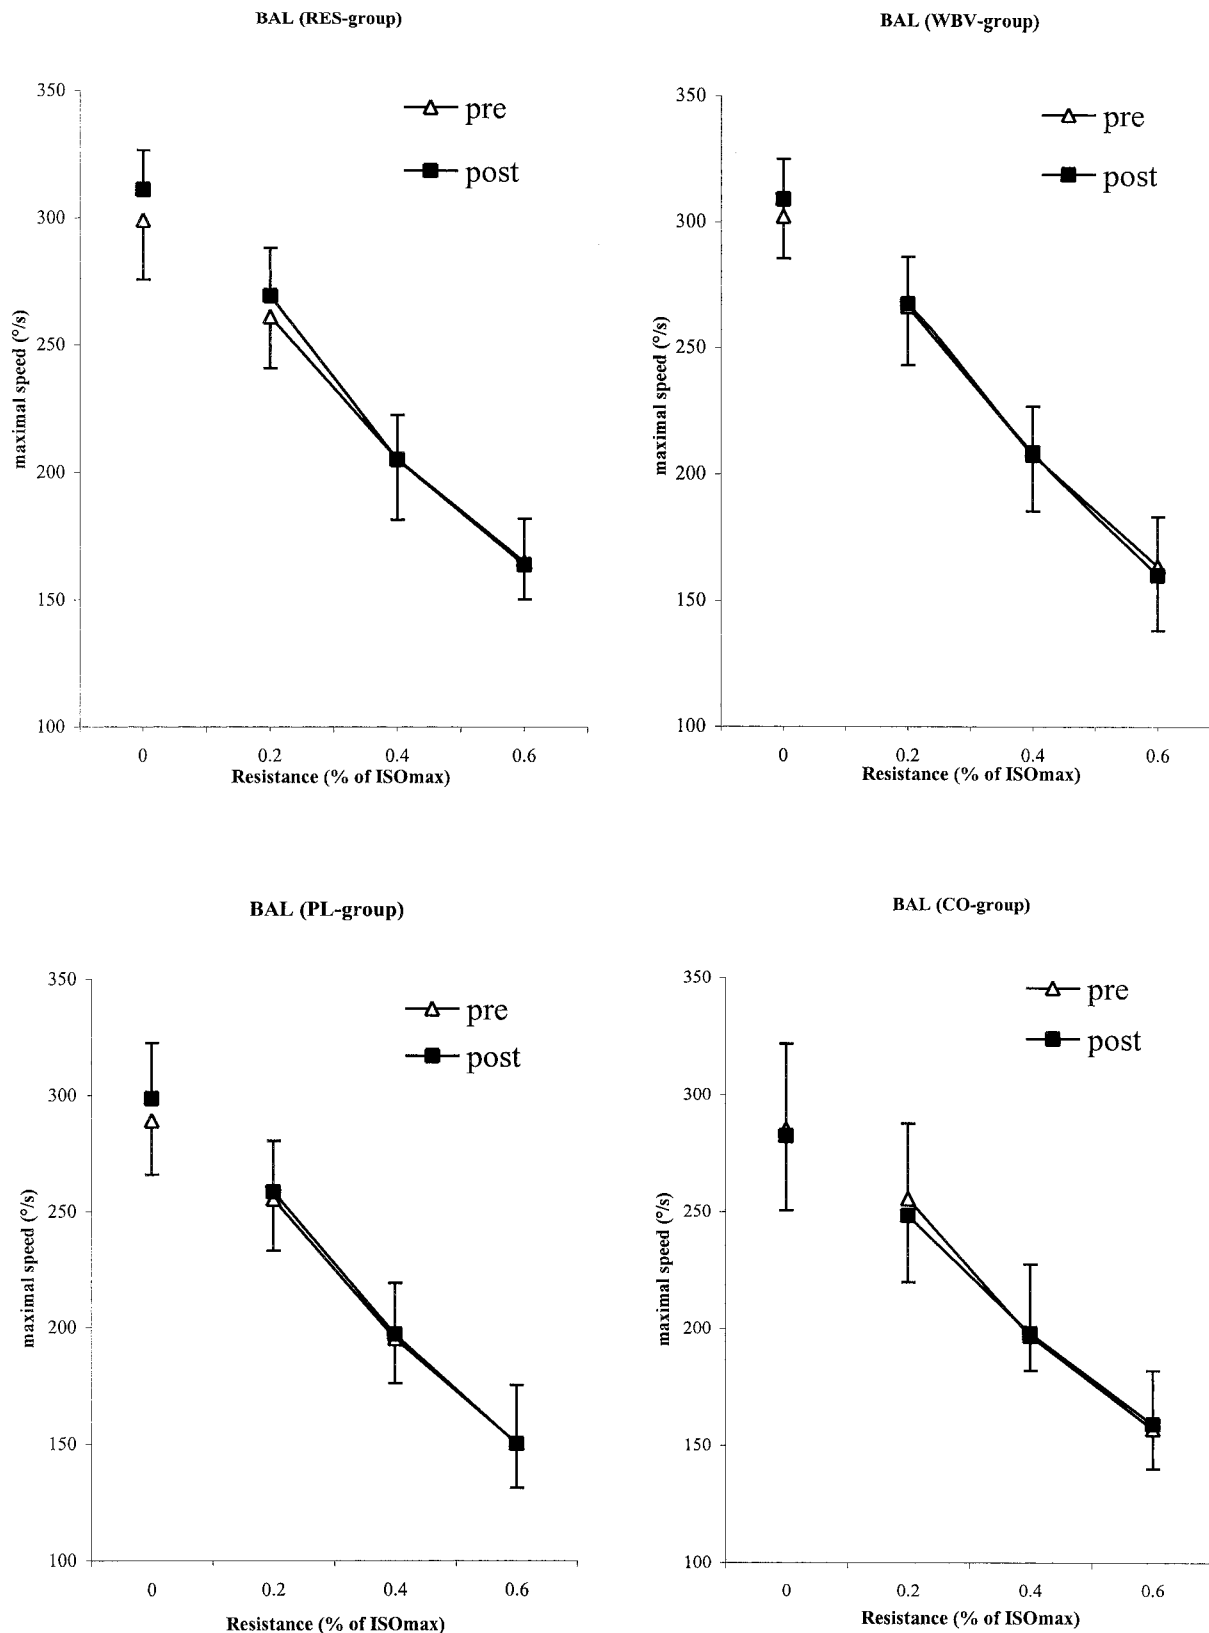 BAL (RES-group)
350
300
250
200
150
100
maximal speed (°/s)
pre
post
0 0.2 0.4 0.6
Resistance (% of ISOmax)
BAL (WBV-group)
350
300
250
200
150
100
maximal speed (°/s)
pre
post
0 0.2 0.4 0.6
Resistance (% of ISOmax)
BAL (PL-group)
350
300
250
200
150
100
maximal speed (°/s)
pre
post
0 0.2 0.4 0.6
Resistance (% of ISOmax)
BAL (CO-group)
350
300
250
200
150
100
maximal speed (°/s)
pre
post
0 0.2 0.4 0.6
Resistance (% of ISOmax)